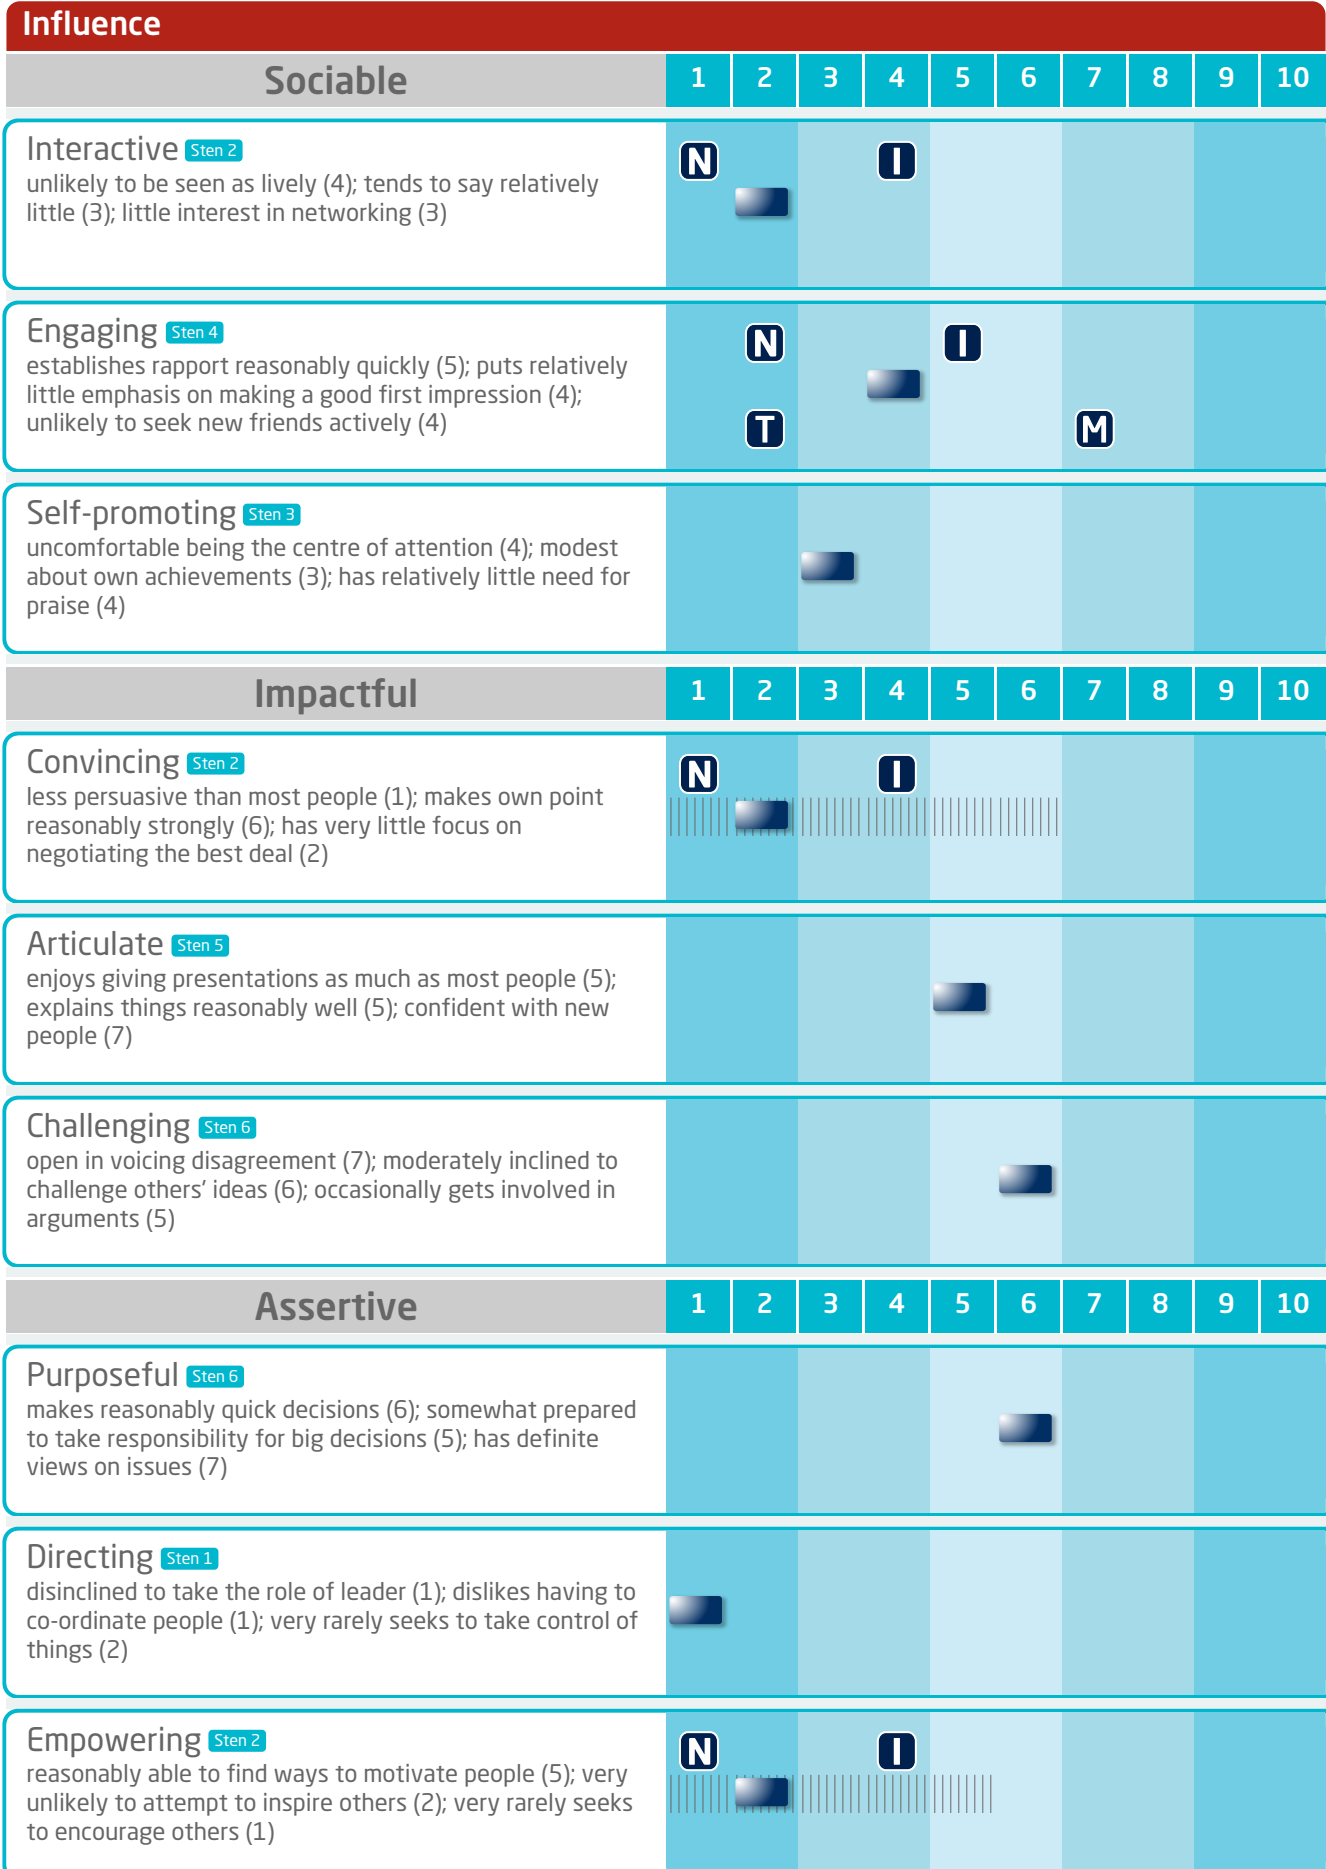 Influence
Sociable 1 2 3 4 5 6 7 8 9 10
Interactive Sten 2
unlikely to be seen as lively (4); tends to say relatively
little (3); little interest in networking (3)
N I
Engaging Sten 4
establishes rapport reasonably quickly (5); puts relatively
little emphasis on making a good first impression (4);
unlikely to seek new friends actively (4)
N I
T M
Self-promoting Sten 3
uncomfortable being the centre of attention (4); modest
about own achievements (3); has relatively little need for
praise (4)
Impactful 1 2 3 4 5 6 7 8 9 10
Convincing Sten 2
less persuasive than most people (1); makes own point
reasonably strongly (6); has very little focus on
negotiating the best deal (2)
N I
Articulate Sten 5
enjoys giving presentations as much as most people (5);
explains things reasonably well (5); confident with new
people (7)
Challenging Sten 6
open in voicing disagreement (7); moderately inclined to
challenge others' ideas (6); occasionally gets involved in
arguments (5)
Assertive 1 2 3 4 5 6 7 8 9 10
Purposeful Sten 6
makes reasonably quick decisions (6); somewhat prepared
to take responsibility for big decisions (5); has definite
views on issues (7)
Directing Sten 1
disinclined to take the role of leader (1); dislikes having to
co-ordinate people (1); very rarely seeks to take control of
things (2)
Empowering Sten 2
reasonably able to find ways to motivate people (5); very
unlikely to attempt to inspire others (2); very rarely seeks
to encourage others (1)
N I